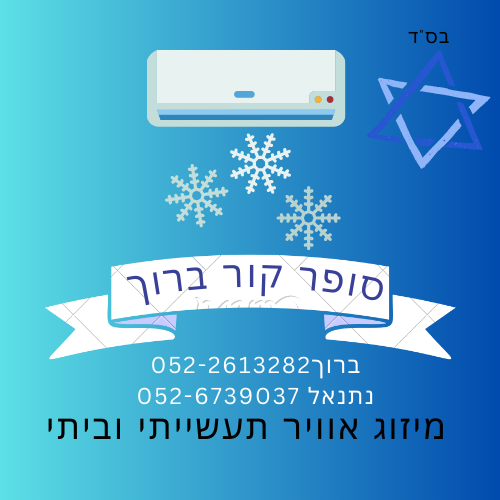 בס"ד
סופר קור ברוך
ברוך052-2613282
נתנאל 052-6739037
מיזוג אוויר תעשייתי וביתי